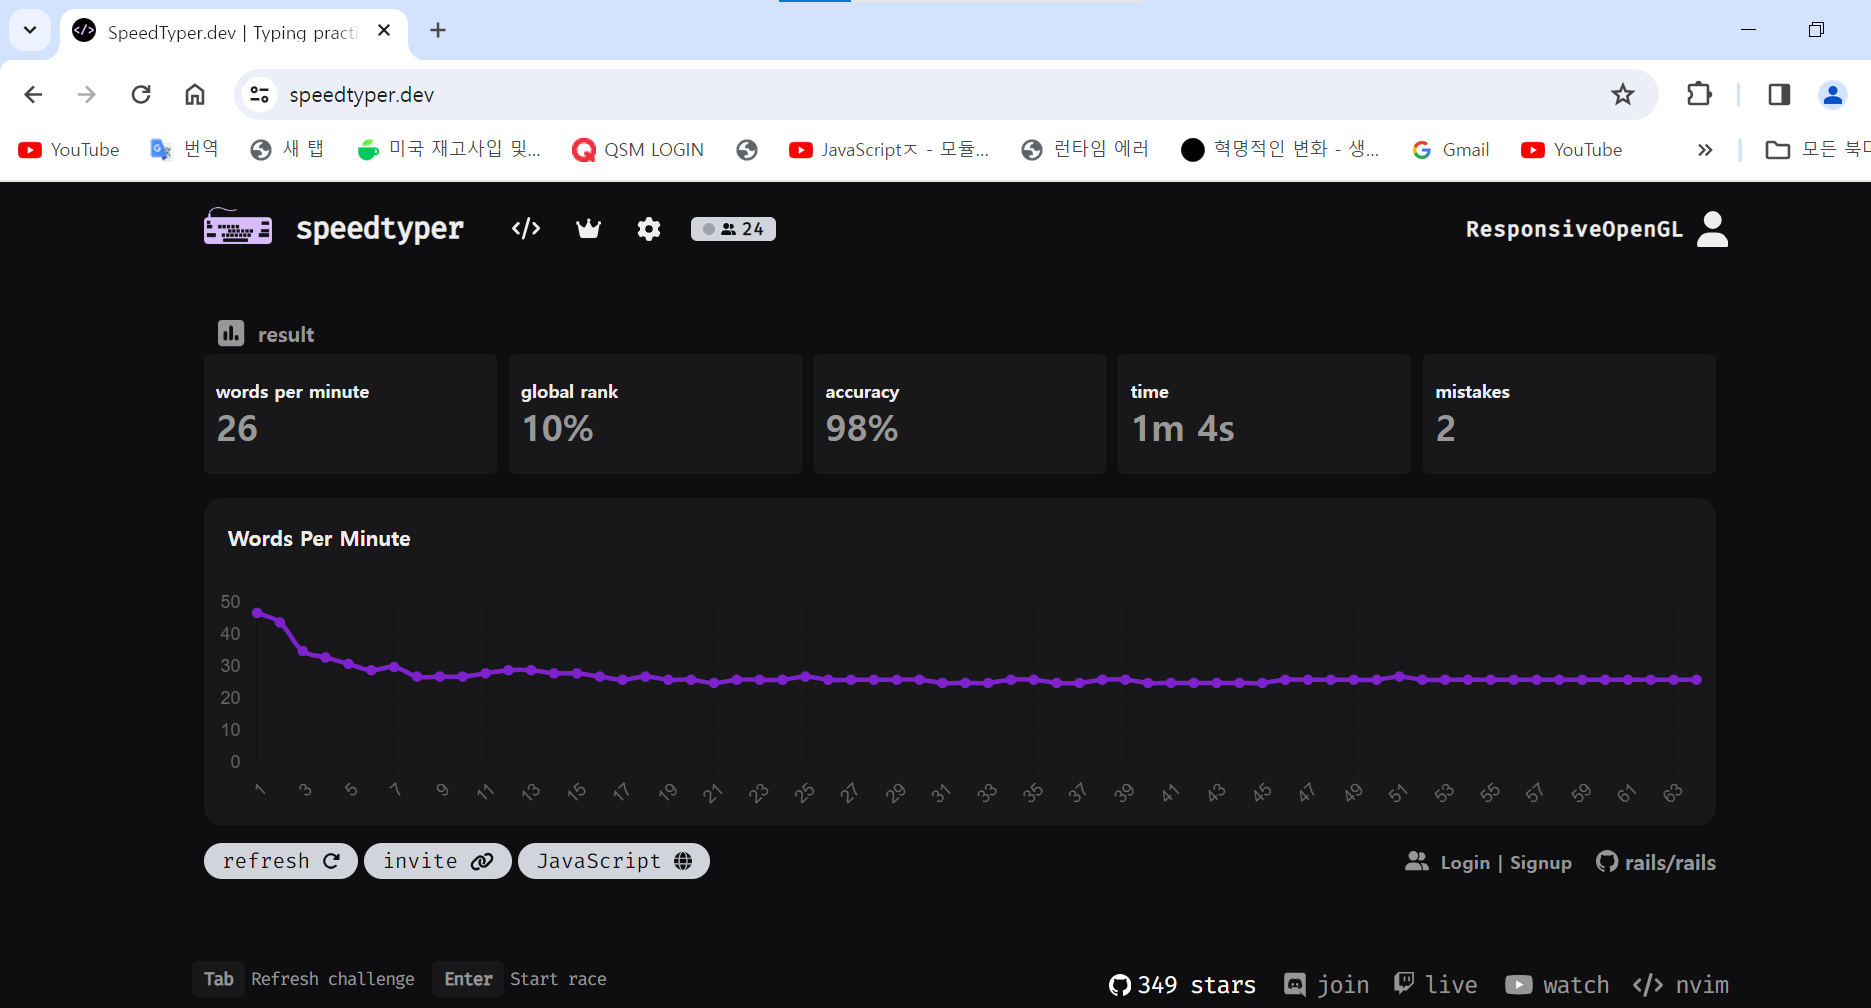 SpeedTyper.dev | Typing practi
speedtyper.dev
YouTube 번역 새 탭 미국 재고사입 및... QSM LOGIN JavaScriptㅈ - 모듈... 런타임 에러 혁명적인 변화 - 생... Gmail YouTube » 모든 북마
speedtyper 24 ResponsiveOpenGL
result
words per minute global rank accuracy time mistakes
26 10% 98% 1m 4s 2
Words Per Minute
50
40
30
20
10
0
1 3 5 7 9 11 13 15 17 19 21 23 25 27 29 31 33 35 37 39 41 43 45 47 49 51 53 55 57 59 61 63
refresh invite JavaScript Login | Signup rails/rails
Tab Refresh challenge Enter Start race
349 stars join live watch nvim